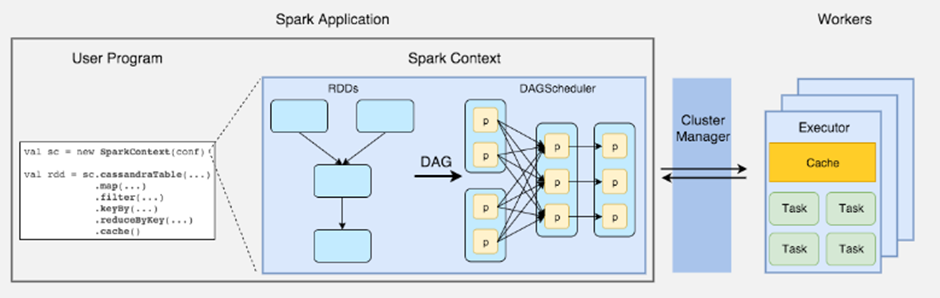 Spark Application
Workers
User Program
Spark Context
RDDs
DAGScheduler
val sc = new SparkContext(conf)
val rdd = sc.cassandraTable(...)
.map(...)
.filter(...)
.keyBy(...)
.reduceByKey(...)
.cache()
DAG
p
p
p
p
p
p
p
p
p
p
Cluster
Manager
Executor
Cache
Task
Task
Task
Task